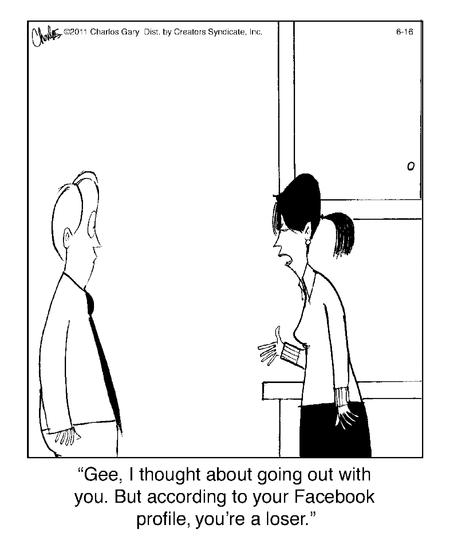 Charles ©2011 Charlos Gary Dist. by Creators Syndicate, Inc. 6-16
“Gee, I thought about going out with
you. But according to your Facebook
profile, you're a loser.”